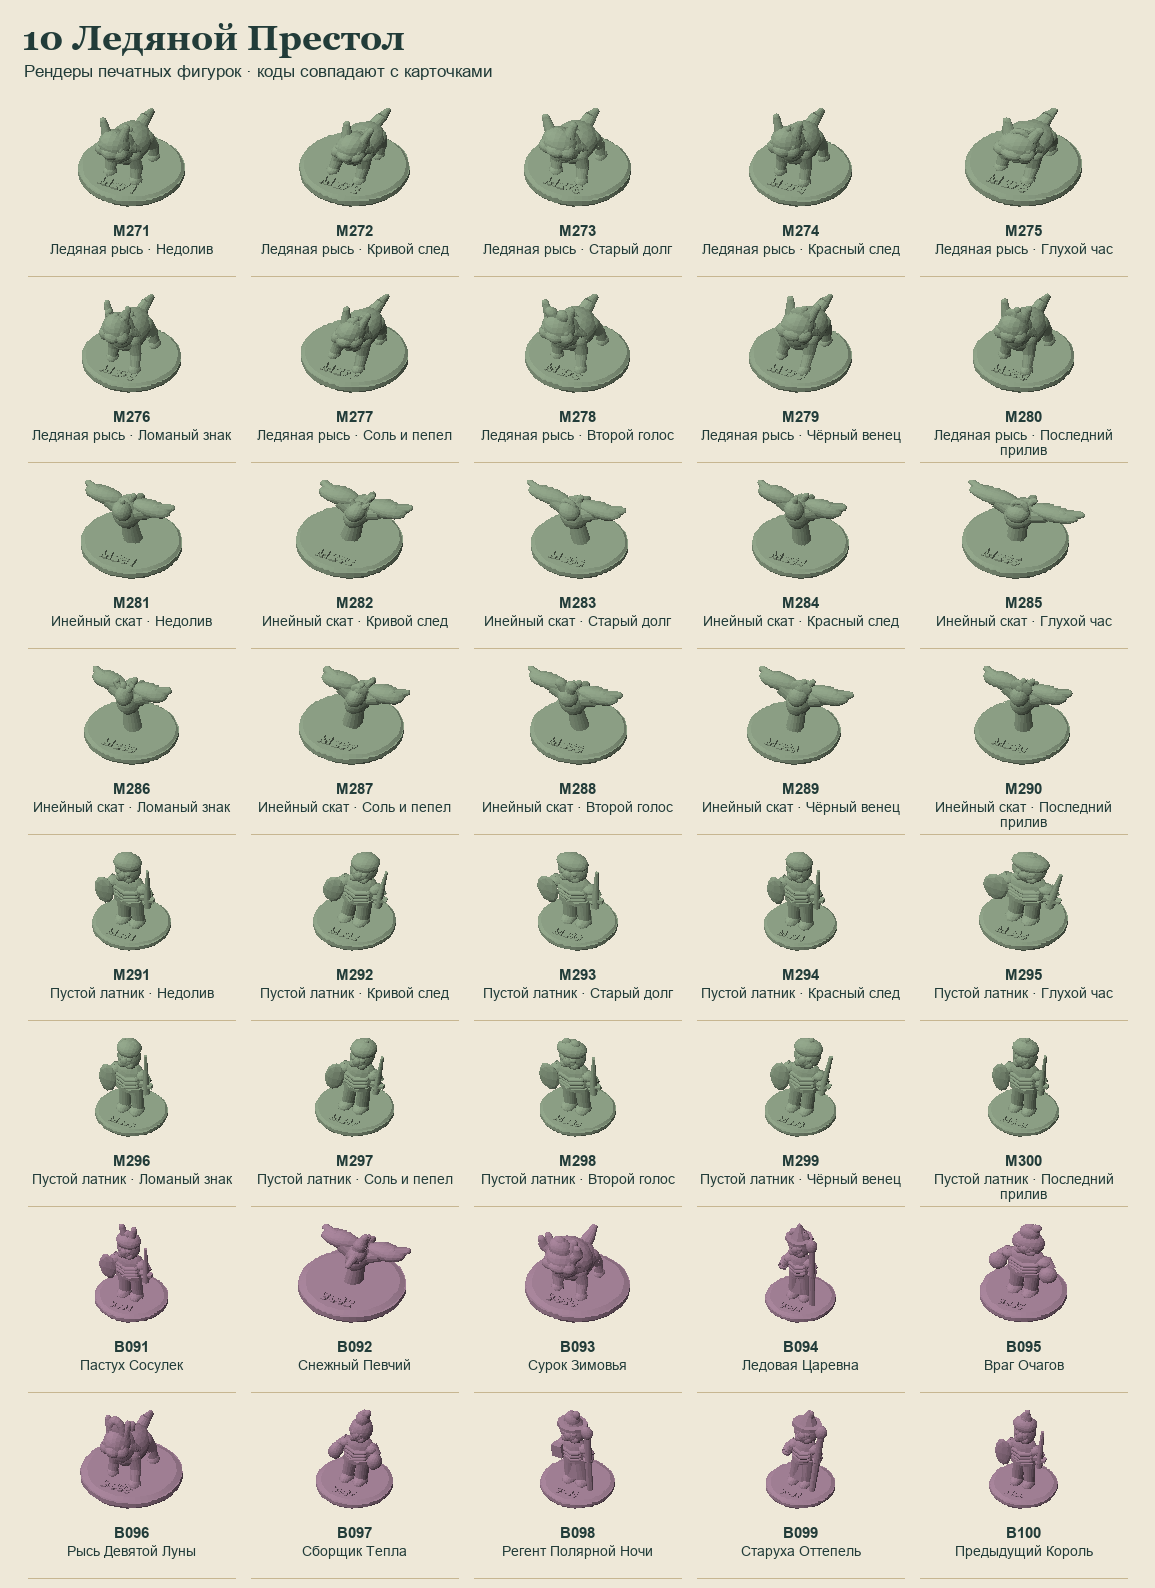 10 Ледяной Престол
Рендеры печатных фигурок · коды совпадают с карточками
M271 M272 M273 M274 M275
Ледяная рысь · Недолив Ледяная рысь · Кривой след Ледяная рысь · Старый долг Ледяная рысь · Красный след Ледяная рысь · Глухой час
M276 M277 M278 M279 M280
Ледяная рысь · Ломаный знак Ледяная рысь · Соль и пепел Ледяная рысь · Второй голос Ледяная рысь · Чёрный венец Ледяная рысь · Последний
прилив
M281 M282 M283 M284 M285
Инейный скат · Недолив Инейный скат · Кривой след Инейный скат · Старый долг Инейный скат · Красный след Инейный скат · Глухой час
M286 M287 M288 M289 M290
Инейный скат · Ломаный знак Инейный скат · Соль и пепел Инейный скат · Второй голос Инейный скат · Чёрный венец Инейный скат · Последний
прилив
M291 M292 M293 M294 M295
Пустой латник · Недолив Пустой латник · Кривой след Пустой латник · Старый долг Пустой латник · Красный след Пустой латник · Глухой час
M296 M297 M298 M299 M300
Пустой латник · Ломаный знак Пустой латник · Соль и пепел Пустой латник · Второй голос Пустой латник · Чёрный венец Пустой латник · Последний
прилив
B091 B092 B093 B094 B095
Пастух Сосулек Снежный Певчий Сурок Зимовья Ледовая Царевна Враг Очагов
B096 B097 B098 B099 B100
Рысь Девятой Луны Сборщик Тепла Регент Полярной Ночи Старуха Оттепель Предыдущий Король